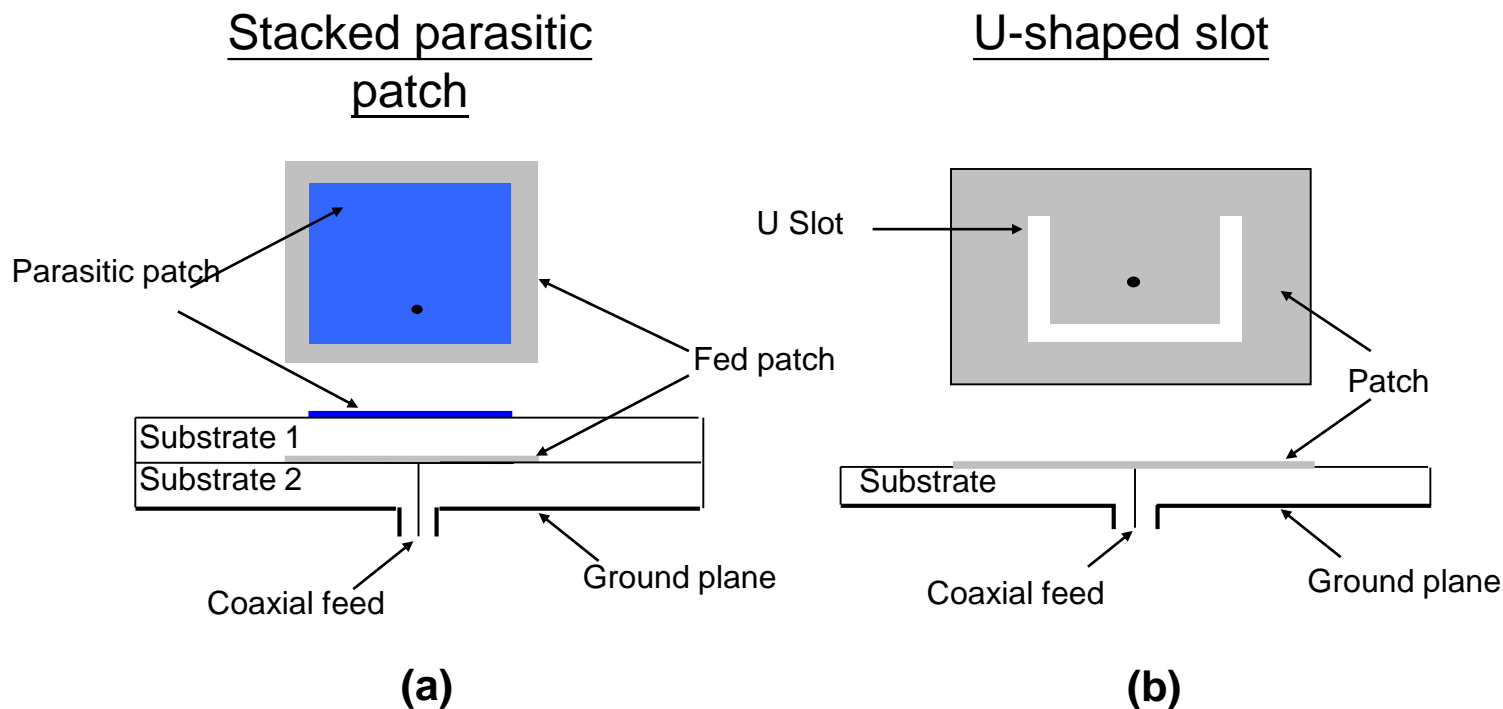 Stacked parasitic
patch
Parasitic patch
Fed patch
Substrate 1
Substrate 2
Ground plane
Coaxial feed
(a)
U-shaped slot
U Slot
Patch
Substrate
Ground plane
Coaxial feed
(b)